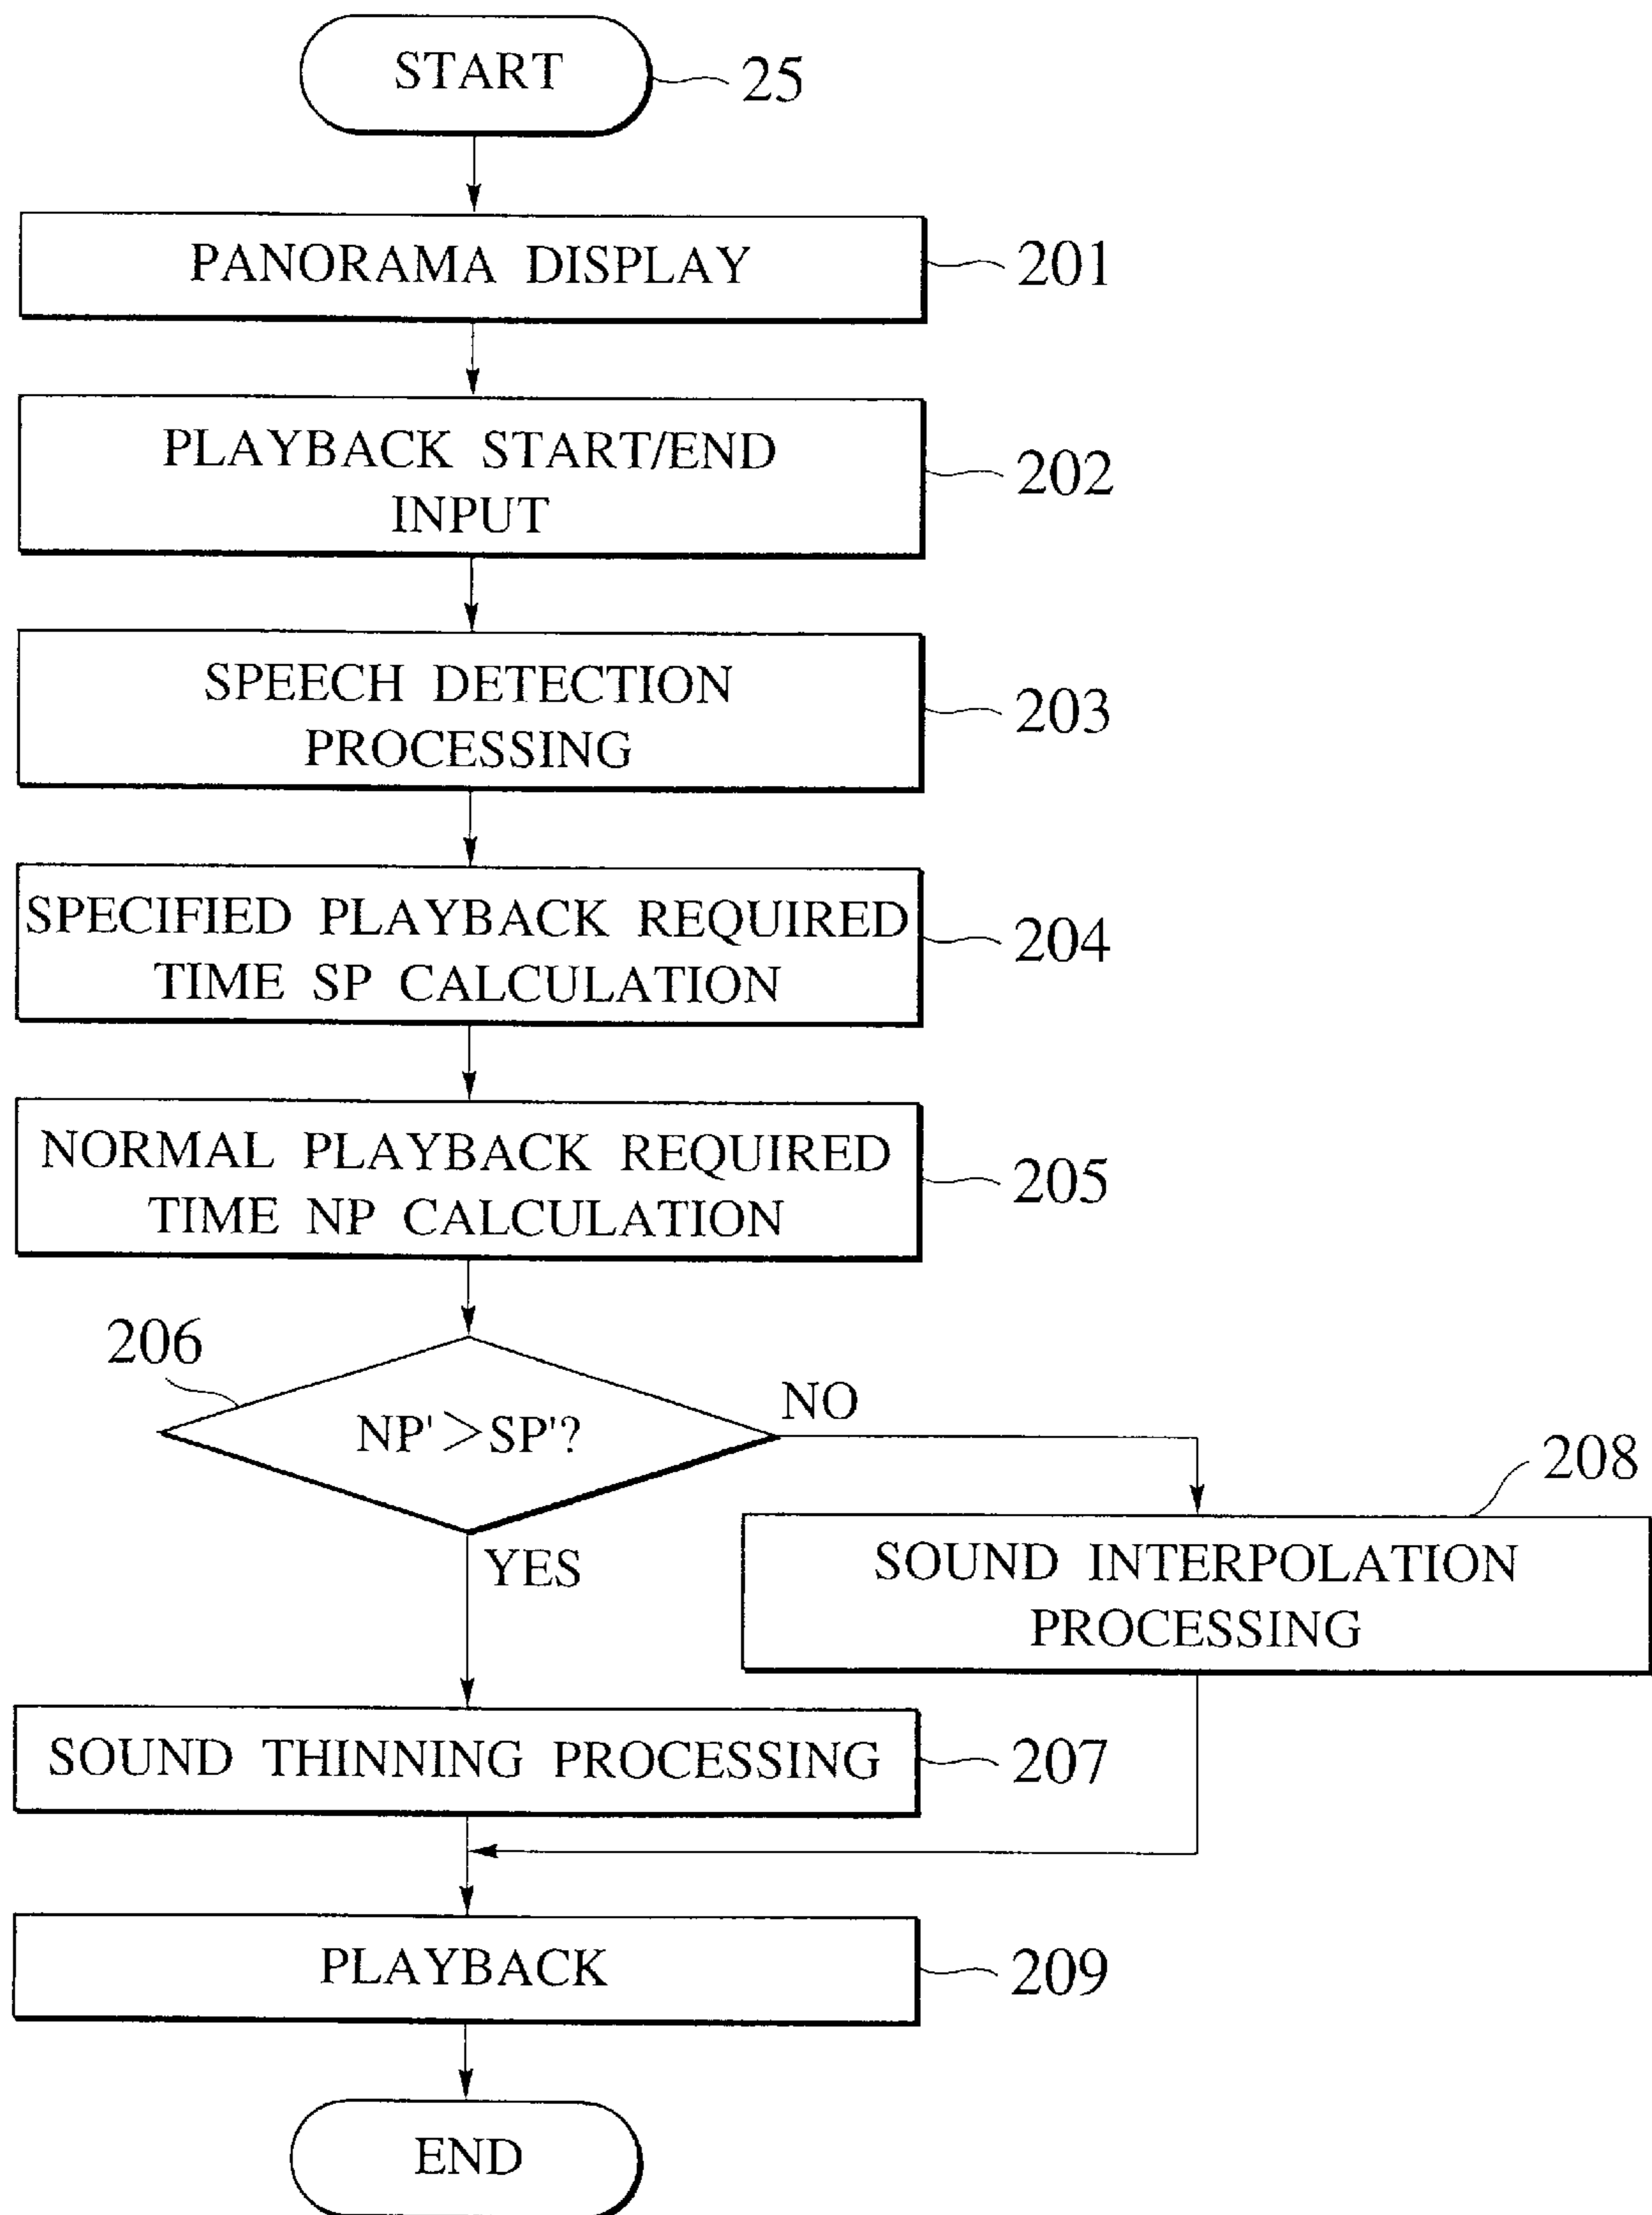 START
25
PANORAMA DISPLAY
201
PLAYBACK START/END
INPUT
202
SPEECH DETECTION
PROCESSING
203
SPECIFIED PLAYBACK REQUIRED
TIME SP CALCULATION
204
NORMAL PLAYBACK REQUIRED
TIME NP CALCULATION
205
206
NP'>SP'?
NO
YES
208
SOUND INTERPOLATION
PROCESSING
SOUND THINNING PROCESSING
207
PLAYBACK
209
END